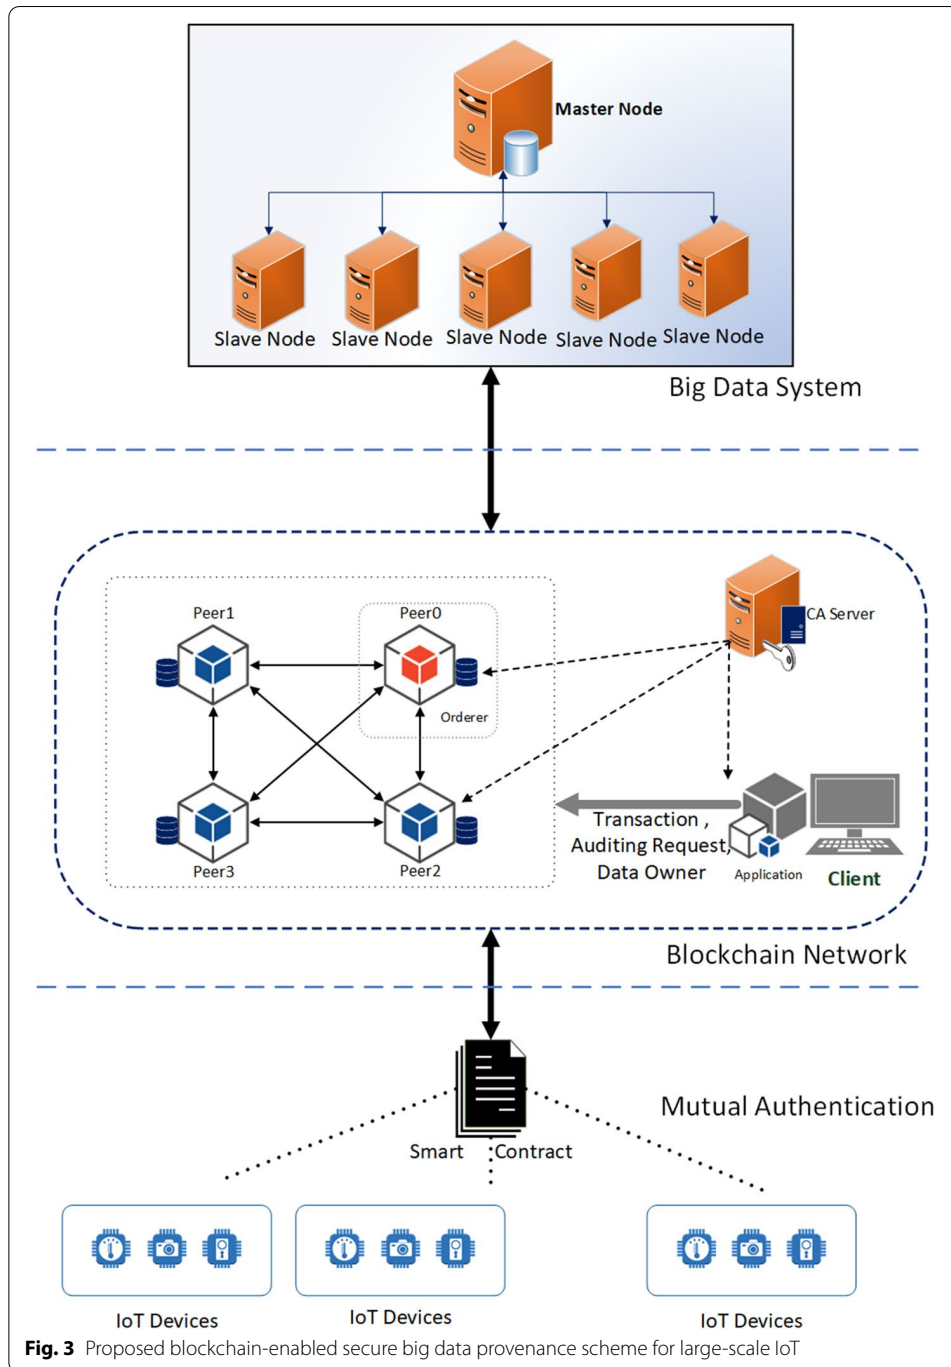 Master Node
Slave Node
Slave Node
Slave Node
Slave Node
Slave Node
Big Data System
Peer1
Peer0
CA Server
Orderer
Peer3
Peer2
Transaction ,
Auditing Request,
Data Owner
Application
Client
Blockchain Network
Mutual Authentication
Smart Contract
IoT Devices
IoT Devices
IoT Devices
Fig. 3 Proposed blockchain-enabled secure big data provenance scheme for large-scale IoT